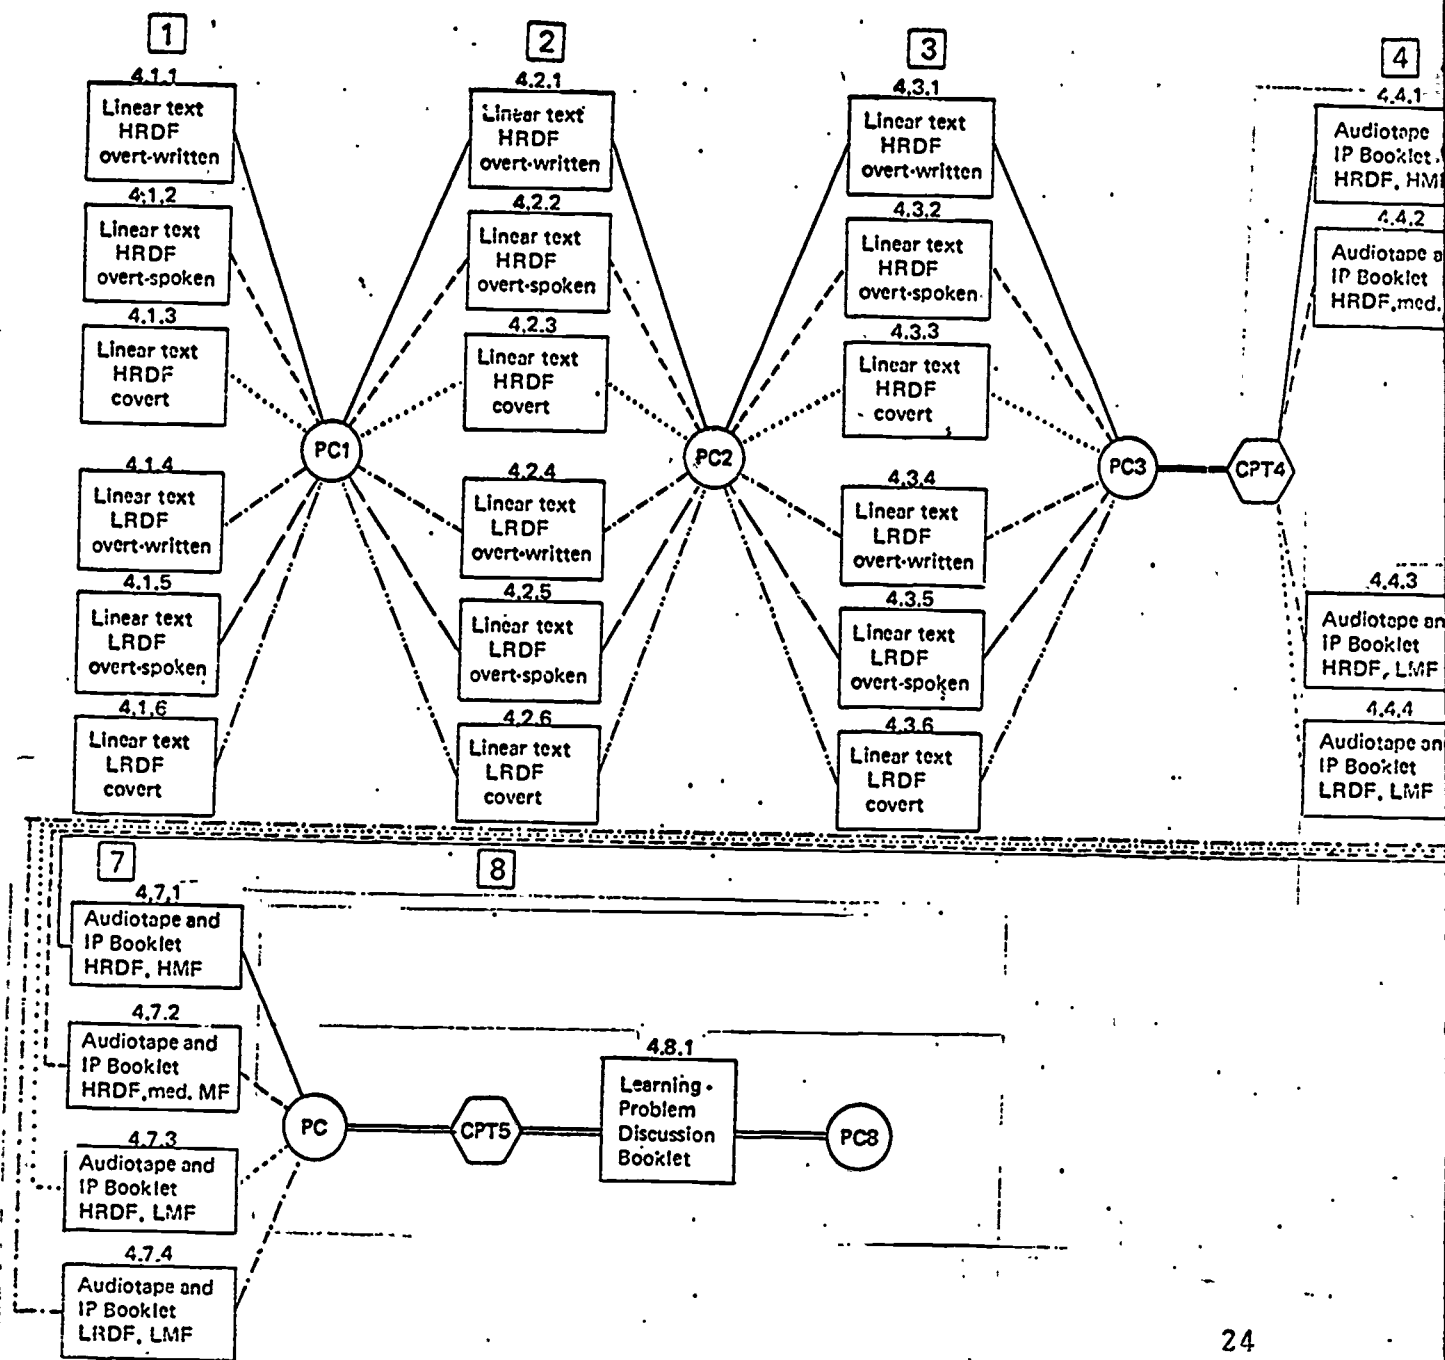 1
4.1.1
Linear text
HRDF
overt-written
4.1.2
Linear text
HRDF
overt-spoken
4.1.3
Linear text
HRDF
covert
4.1.4
Linear text
LRDF
overt-written
4.1.5
Linear text
LRDF
overt-spoken
4.1.6
Linear text
LRDF
covert
PC1
2
4.2.1
Linear text
HRDF
overt-written
4.2.2
Linear text
HRDF
overt-spoken
4.2.3
Linear text
HRDF
covert
4.2.4
Linear text
LRDF
overt-written
4.2.5
Linear text
LRDF
overt-spoken
4.2.6
Linear text
LRDF
covert
PC2
3
4.3.1
Linear text
HRDF
overt-written
4.3.2
Linear text
HRDF
overt-spoken
4.3.3
Linear text
HRDF
covert
4.3.4
Linear text
LRDF
overt-written
4.3.5
Linear text
LRDF
overt-spoken
4.3.6
Linear text
LRDF
covert
PC3
CPT4
4
4.4.1
Audiotape
IP Booklet
HRDF, HM
4.4.2
Audiotape a
IP Booklet
HRDF, med.
4.4.3
Audiotape an
IP Booklet
HRDF, LMF
4.4.4
Audiotape an
IP Booklet
LRDF, LMF
7
4.7.1
Audiotape and
IP Booklet
HRDF, HMF
4.7.2
Audiotape and
IP Booklet
HRDF, med. MF
4.7.3
Audiotape and
IP Booklet
HRDF, LMF
4.7.4
Audiotape and
IP Booklet
LRDF, LMF
PC
CPT5
8
4.8.1
Learning
Problem
Discussion
Booklet
PC8
24